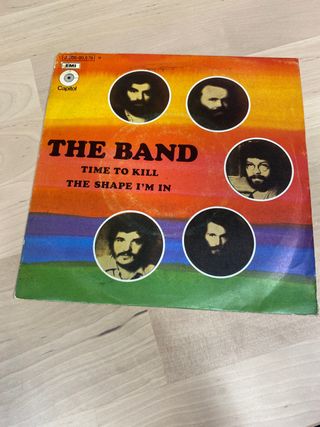 EMI
Capitol
THE BAND
TIME TO KILL
THE SHAPE I'M IN